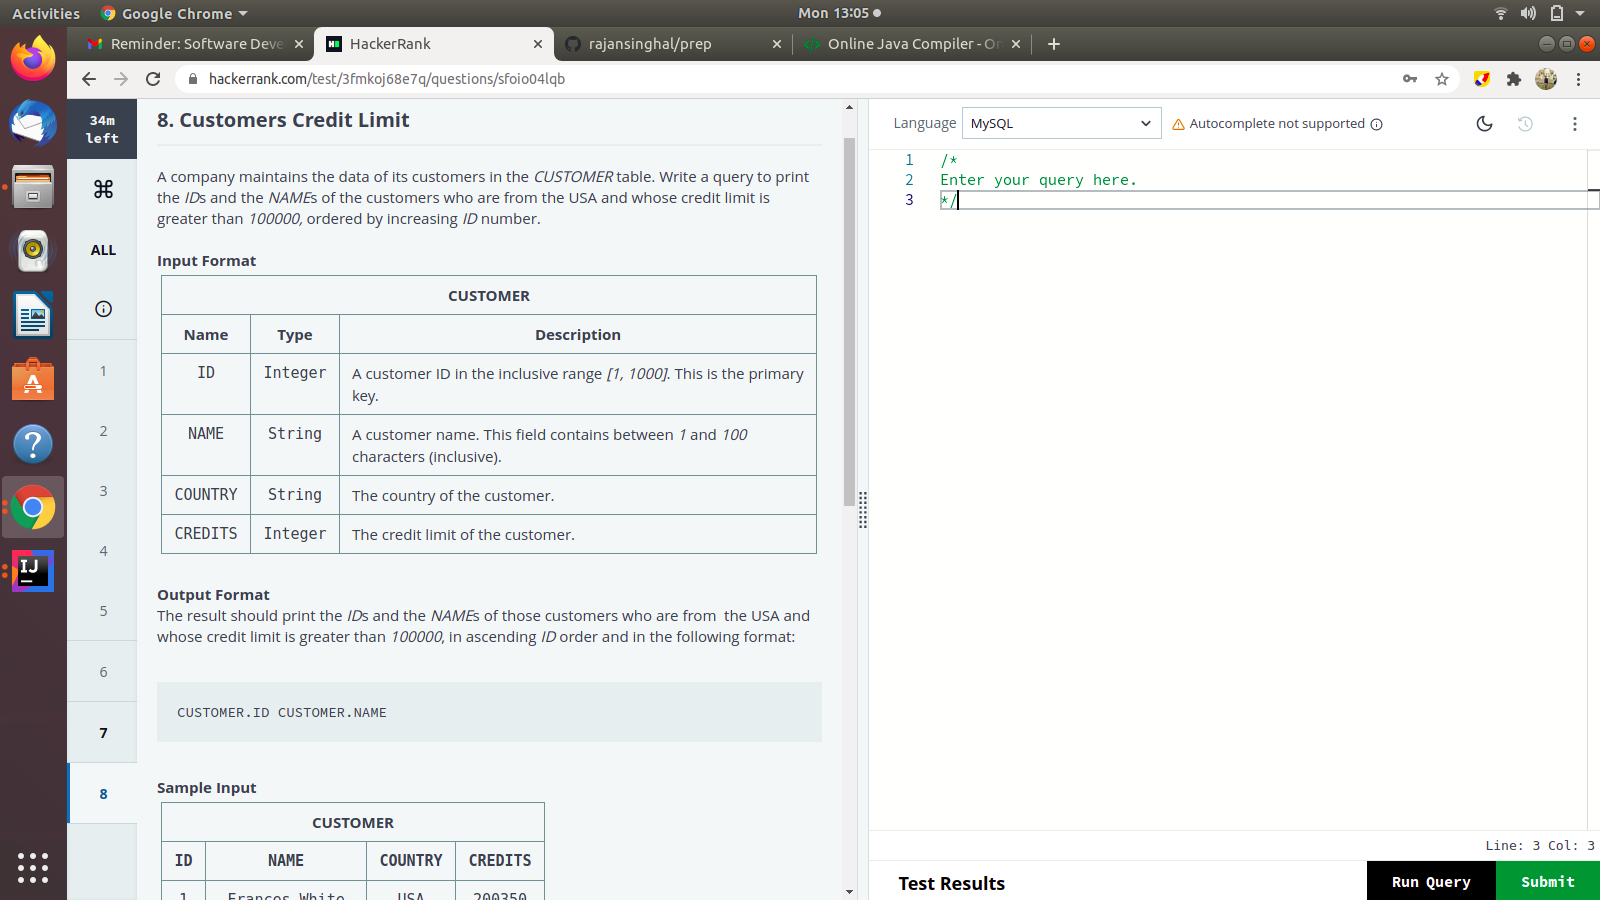 Activities
Google Chrome
Mon 13:05
Reminder: Software Deve
HackerRank
rajansinghal/prep
Online Java Compiler - On
hackerrank.com/test/3fmkoj68e7q/questions/sfoio04lqb
34m
left
ALL
1
2
3
4
5
6
7
8
8. Customers Credit Limit
A company maintains the data of its customers in the CUSTOMER table. Write a query to print
the IDs and the NAMEs of the customers who are from the USA and whose credit limit is
greater than 100000, ordered by increasing ID number.
Input Format
CUSTOMER
Name Type Description
ID Integer A customer ID in the inclusive range [1, 1000]. This is the primary
key.
NAME String A customer name. This field contains between 1 and 100
characters (inclusive).
COUNTRY String The country of the customer.
CREDITS Integer The credit limit of the customer.
Output Format
The result should print the IDs and the NAMEs of those customers who are from the USA and
whose credit limit is greater than 100000, in ascending ID order and in the following format:
CUSTOMER.ID CUSTOMER.NAME
Sample Input
CUSTOMER
ID NAME COUNTRY CREDITS
1 Frances White USA 200350
Language MySQL Autocomplete not supported
1 /*
2 Enter your query here.
3 */
Line: 3 Col: 3
Test Results
Run Query Submit